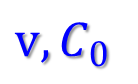 v, C₀